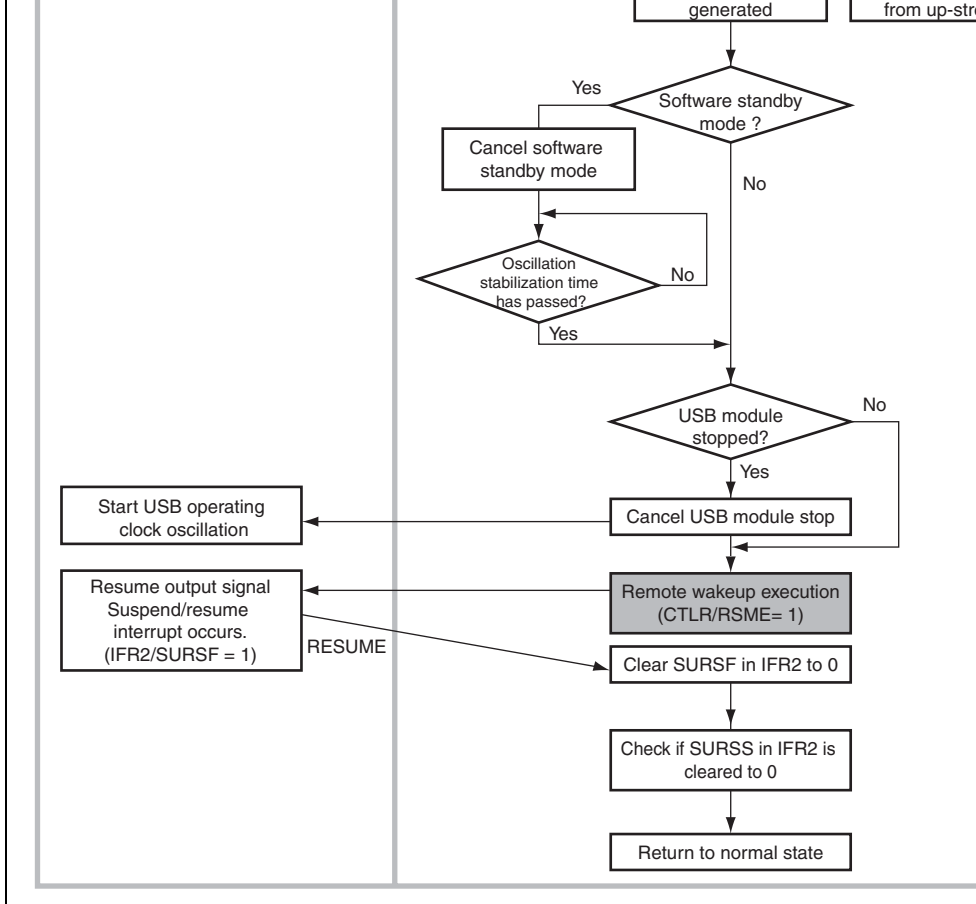 generated
from up-str
Software standby
mode ?
Yes
No
Cancel software
standby mode
Oscillation
stabilization time
has passed?
No
Yes
USB module
stopped?
No
Yes
Start USB operating
clock oscillation
Cancel USB module stop
Resume output signal
Suspend/resume
interrupt occurs.
(IFR2/SURSF = 1)
RESUME
Remote wakeup execution
(CTLR/RSME= 1)
Clear SURSF in IFR2 to 0
Check if SURSS in IFR2 is
cleared to 0
Return to normal state